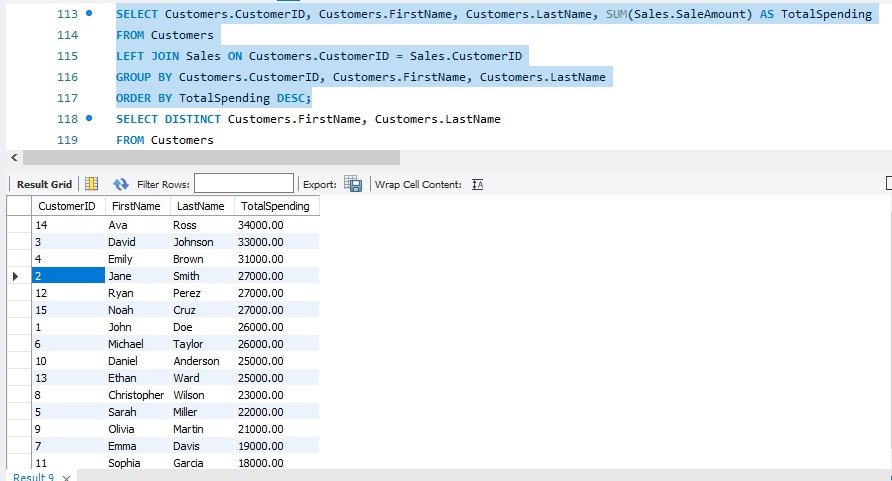 113 SELECT Customers.CustomerID, Customers.FirstName, Customers.LastName, SUM(Sales.SaleAmount) AS TotalSpending
114 FROM Customers
115 LEFT JOIN Sales ON Customers.CustomerID = Sales.CustomerID
116 GROUP BY Customers.CustomerID, Customers.FirstName, Customers.LastName
117 ORDER BY TotalSpending DESC;
118 SELECT DISTINCT Customers.FirstName, Customers.LastName
119 FROM Customers
Result Grid Filter Rows: Export: Wrap Cell Content: IA
CustomerID FirstName LastName TotalSpending
14 Ava Ross 34000.00
3 David Johnson 33000.00
4 Emily Brown 31000.00
2 Jane Smith 27000.00
12 Ryan Perez 27000.00
15 Noah Cruz 27000.00
1 John Doe 26000.00
6 Michael Taylor 26000.00
10 Daniel Anderson 25000.00
13 Ethan Ward 25000.00
8 Christopher Wilson 23000.00
5 Sarah Miller 22000.00
9 Olivia Martin 21000.00
7 Emma Davis 19000.00
11 Sophia Garcia 18000.00
Result 9